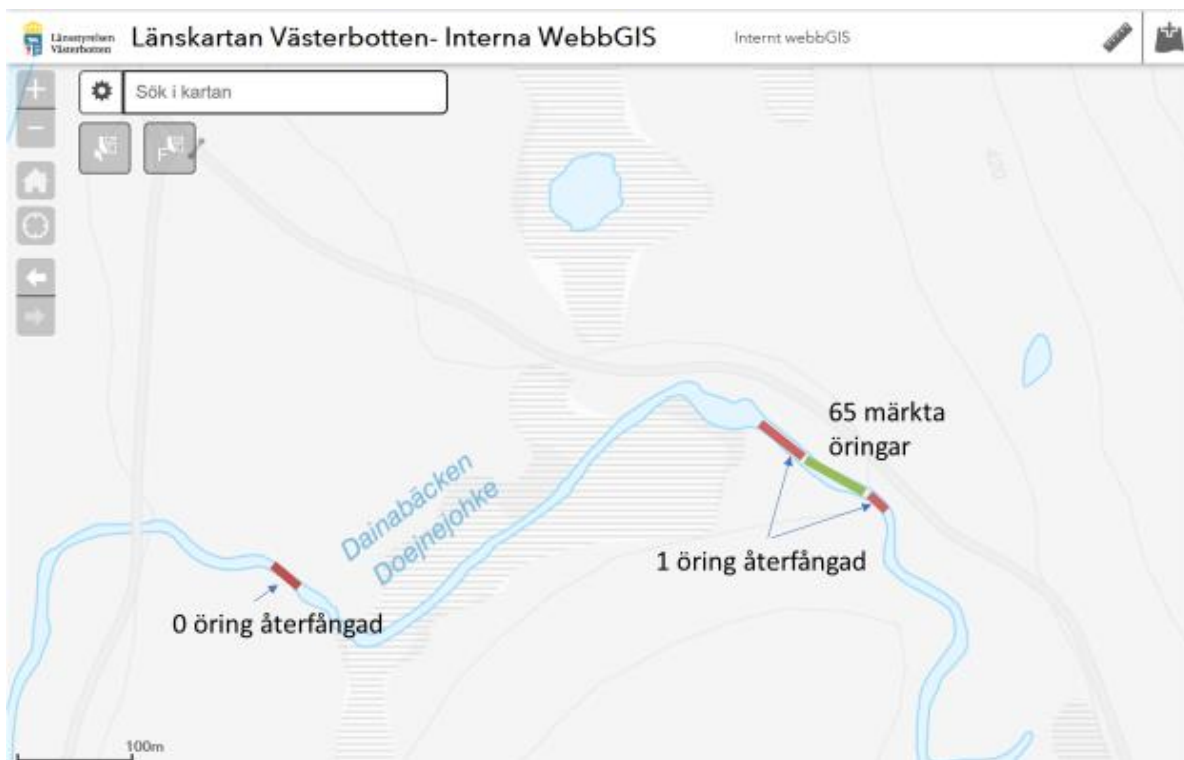 Länsstyrelsen
Västerbotten
Länskartan Västerbotten- Interna WebbGIS
Internt webbGIS
Sök i kartan
65 märkta
öringar
Dainabäcken
Doejnejohke
1 öring återfångad
0 öring återfångad
100m